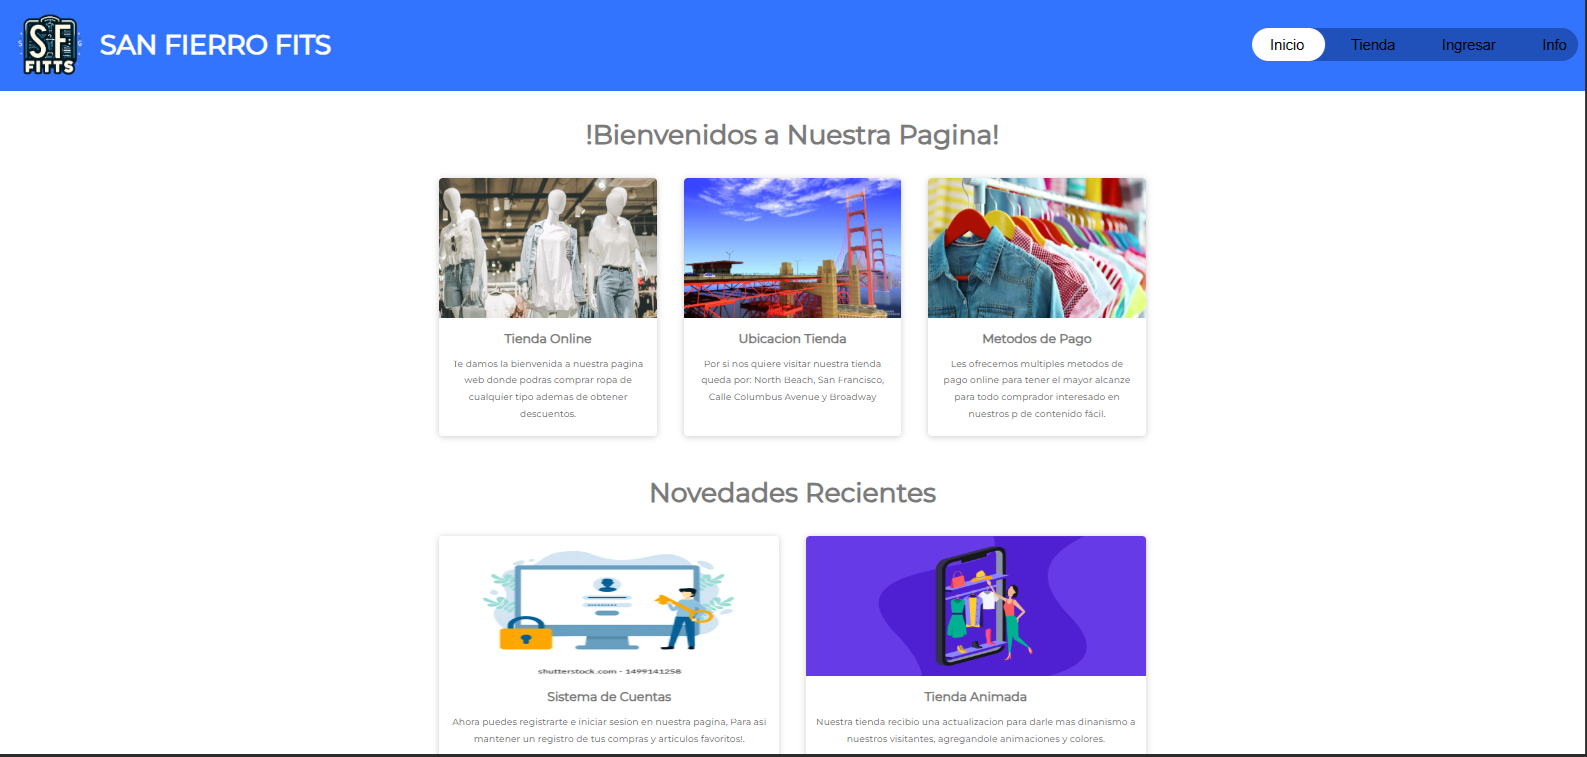 SF
FITTS
SAN FIERRO FITS
Inicio
Tienda
Ingresar
Info
!Bienvenidos a Nuestra Pagina!
Tienda Online
Te damos la bienvenida a nuestra pagina
web donde podras comprar ropa de
cualquier tipo ademas de obtener
descuentos.
Ubicacion Tienda
Por si nos quiere visitar nuestra tienda
queda por: North Beach, San Francisco,
Calle Columbus Avenue y Broadway
Metodos de Pago
Les ofrecemos multiples metodos de
pago online para tener el mayor alcanze
para todo comprador interesado en
nuestros p de contenido fácil.
Novedades Recientes
shutterstock.com - 1499141258
Sistema de Cuentas
Ahora puedes registrarte e iniciar sesion en nuestra pagina, Para asi
mantener un registro de tus compras y articulos favoritos!.
Tienda Animada
Nuestra tienda recibio una actualizacion para darle mas dinanismo a
nuestros visitantes, agregandole animaciones y colores.